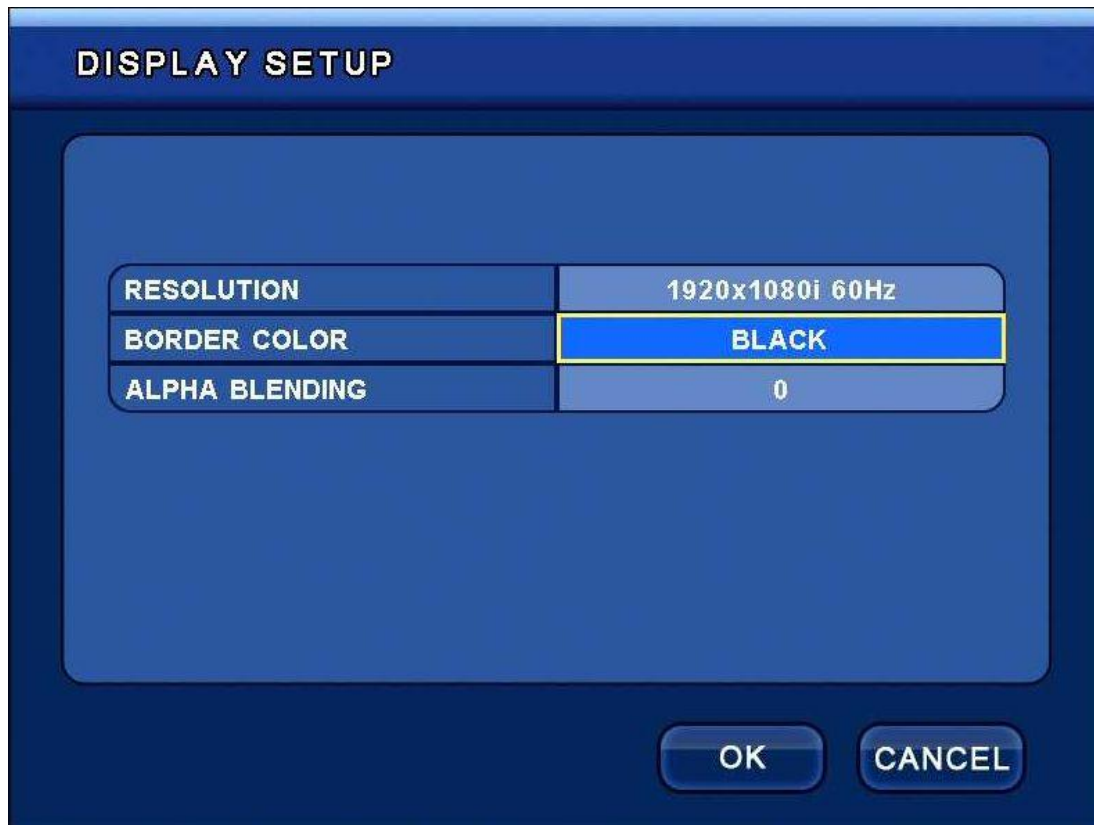 DISPLAY SETUP
RESOLUTION 1920x1080i 60Hz
BORDER COLOR BLACK
ALPHA BLENDING 0
OK CANCEL